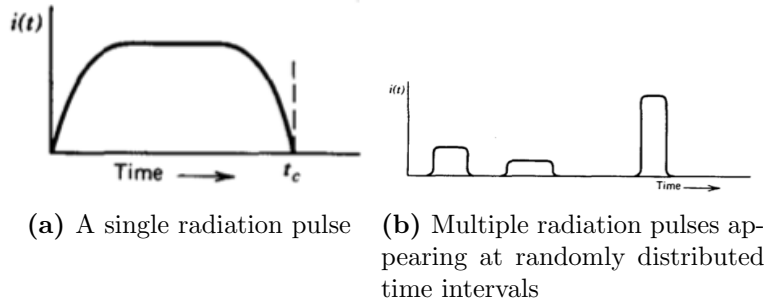 i(t)
Time
t_c
(a) A single radiation pulse
i(t)
Time
(b) Multiple radiation pulses ap-
pearing at randomly distributed
time intervals